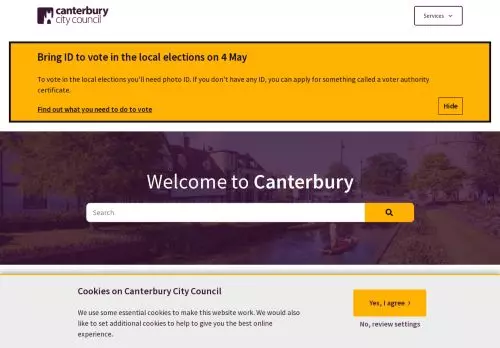 canterbury
city council
Services
Bring ID to vote in the local elections on 4 May
To vote in the local elections you'll need photo ID. If you don't have any ID, you can apply for something called a voter authority
certificate.
Find out what you need to do to vote
Hide
Welcome to Canterbury
Search
Cookies on Canterbury City Council
We use some essential cookies to make this website work. We would also
like to set additional cookies to help to give you the best online
experience.
Yes, I agree
No, review settings